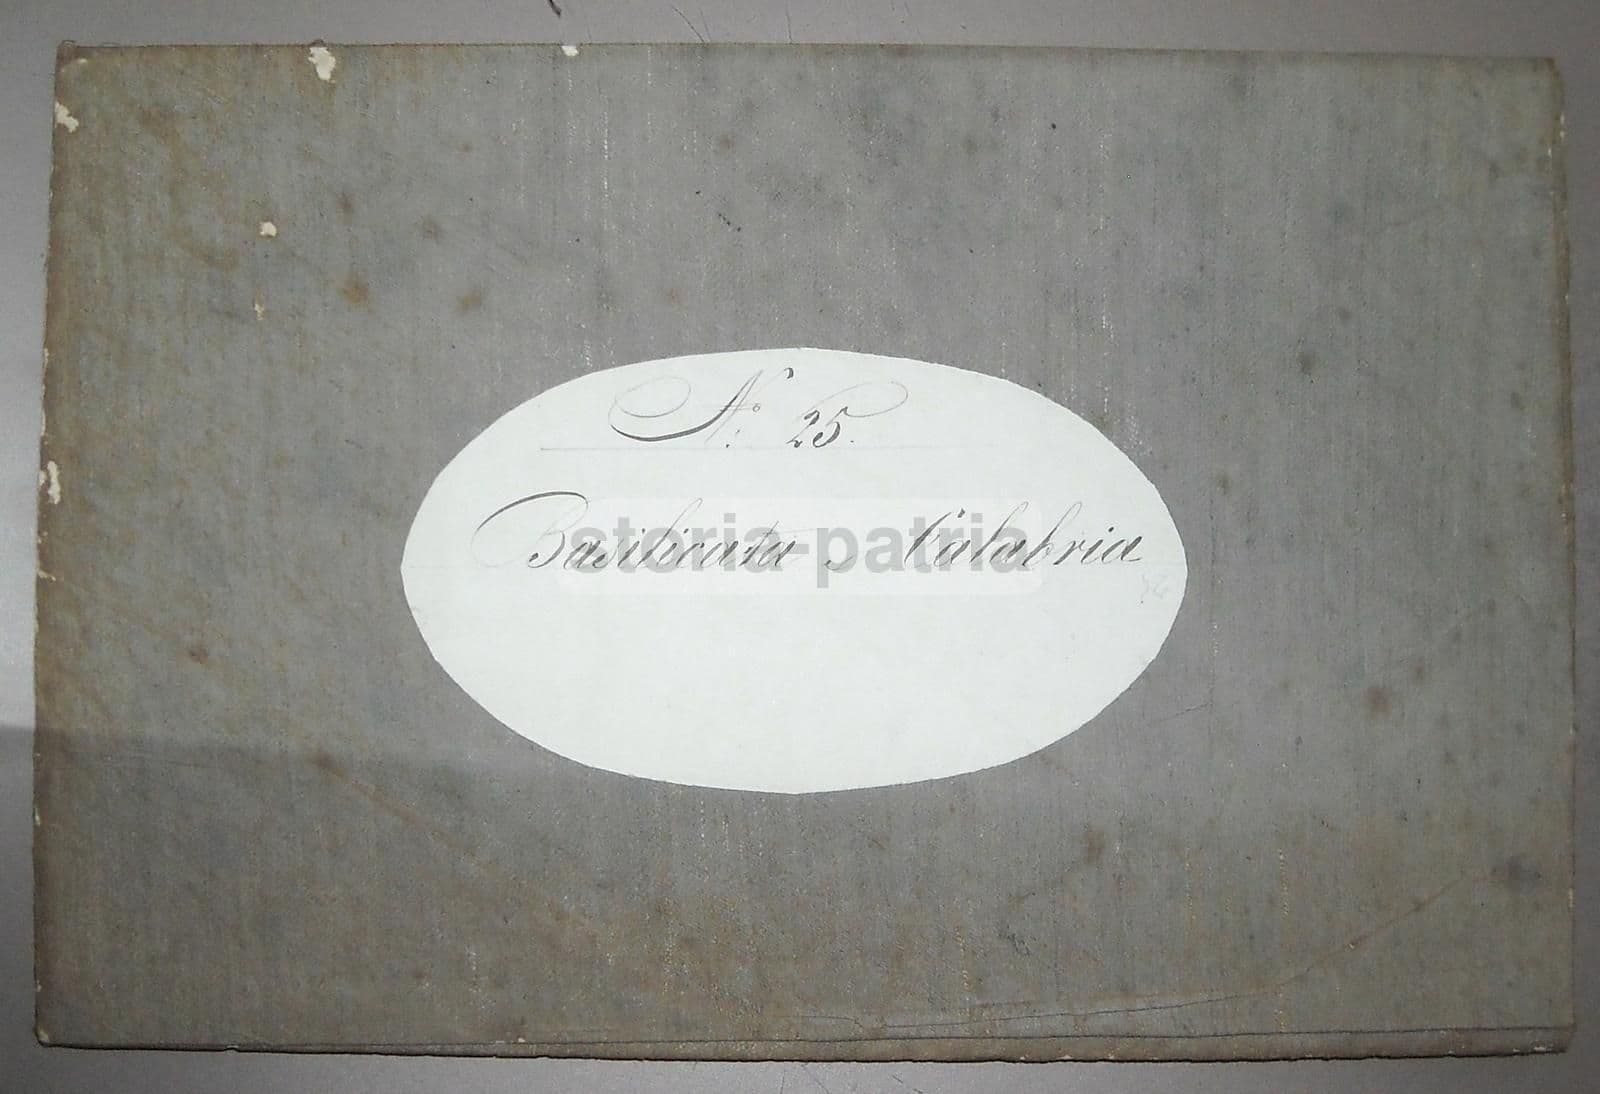 N.° 25.
Basilicata e Calabria
storia-patria